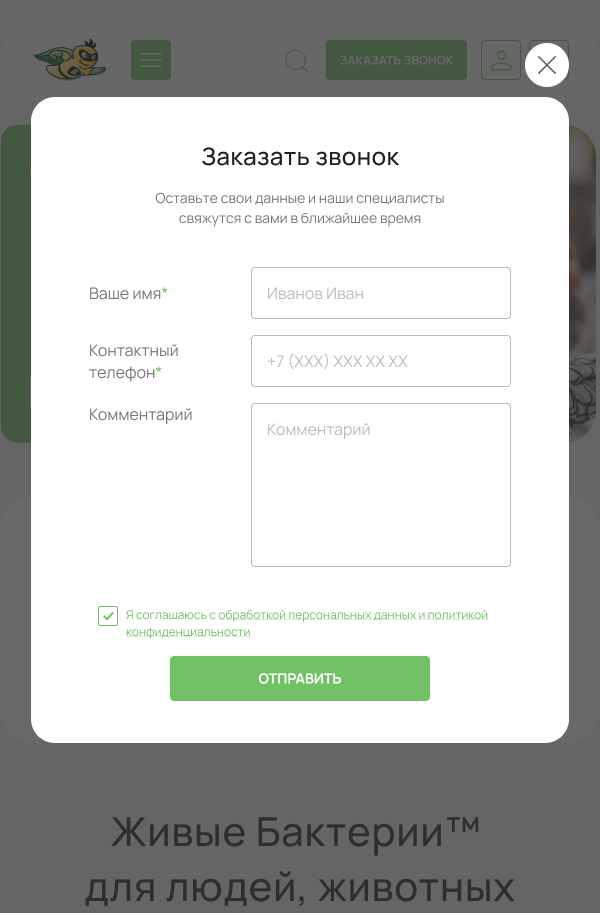 ЗАКАЗАТЬ ЗВОНОК
Заказать звонок
Оставьте свои данные и наши специалисты
свяжутся с вами в ближайшее время
Ваше имя*
Иванов Иван
Контактный
телефон*
+7 (XXX) XXX XX XX
Комментарий
Комментарий
Я соглашаюсь с обработкой персональных данных и политикой
конфиденциальности
ОТПРАВИТЬ
Живые Бактерии™
для людей, животных